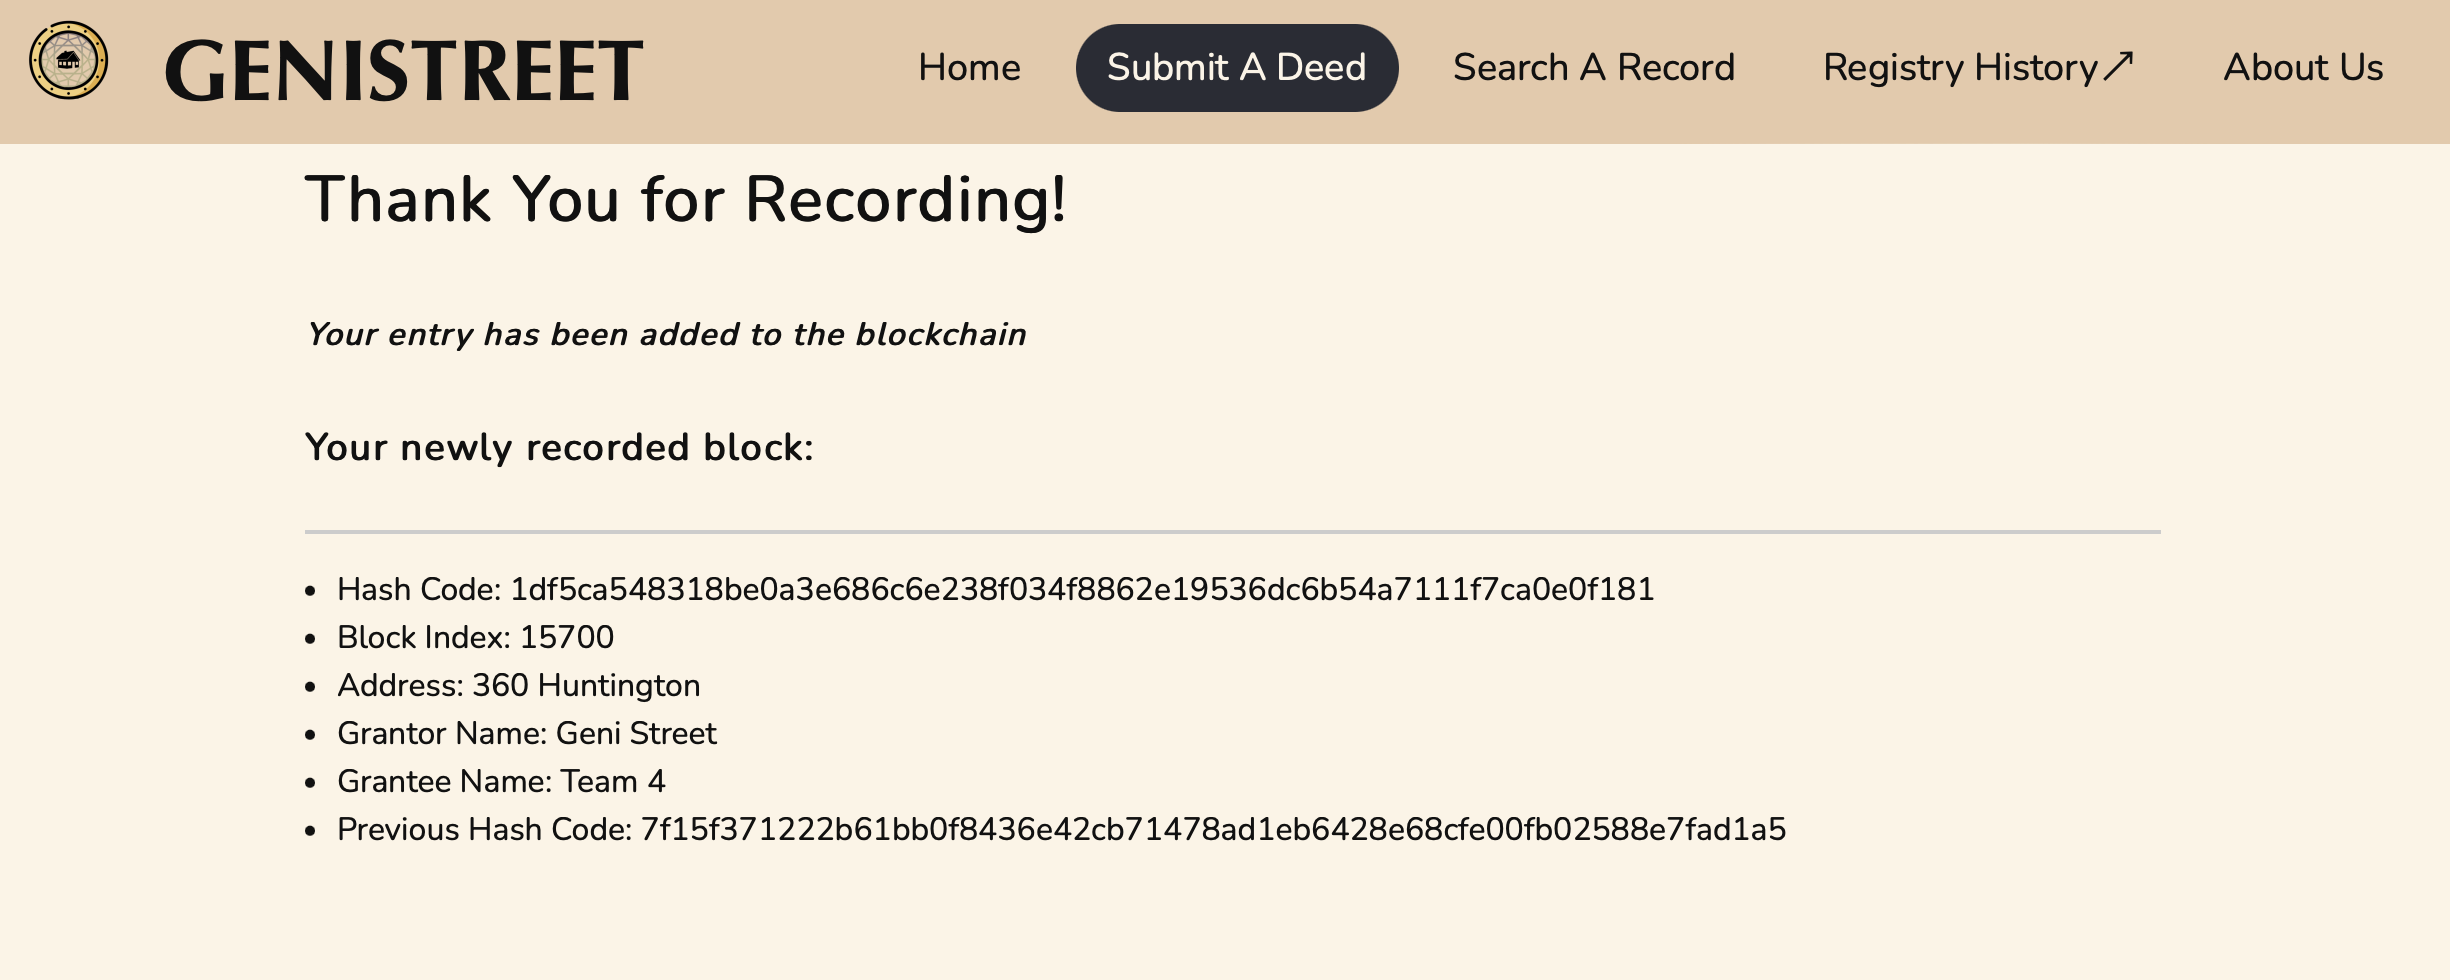 GENISTREET
Home
Submit A Deed
Search A Record
Registry History↗
About Us
Thank You for Recording!
Your entry has been added to the blockchain
Your newly recorded block:
• Hash Code: 1df5ca548318be0a3e686c6e238f034f8862e19536dc6b54a7111f7ca0e0f181
• Block Index: 15700
• Address: 360 Huntington
• Grantor Name: Geni Street
• Grantee Name: Team 4
• Previous Hash Code: 7f15f371222b61bb0f8436e42cb71478ad1eb6428e68cfe00fb02588e7fad1a5